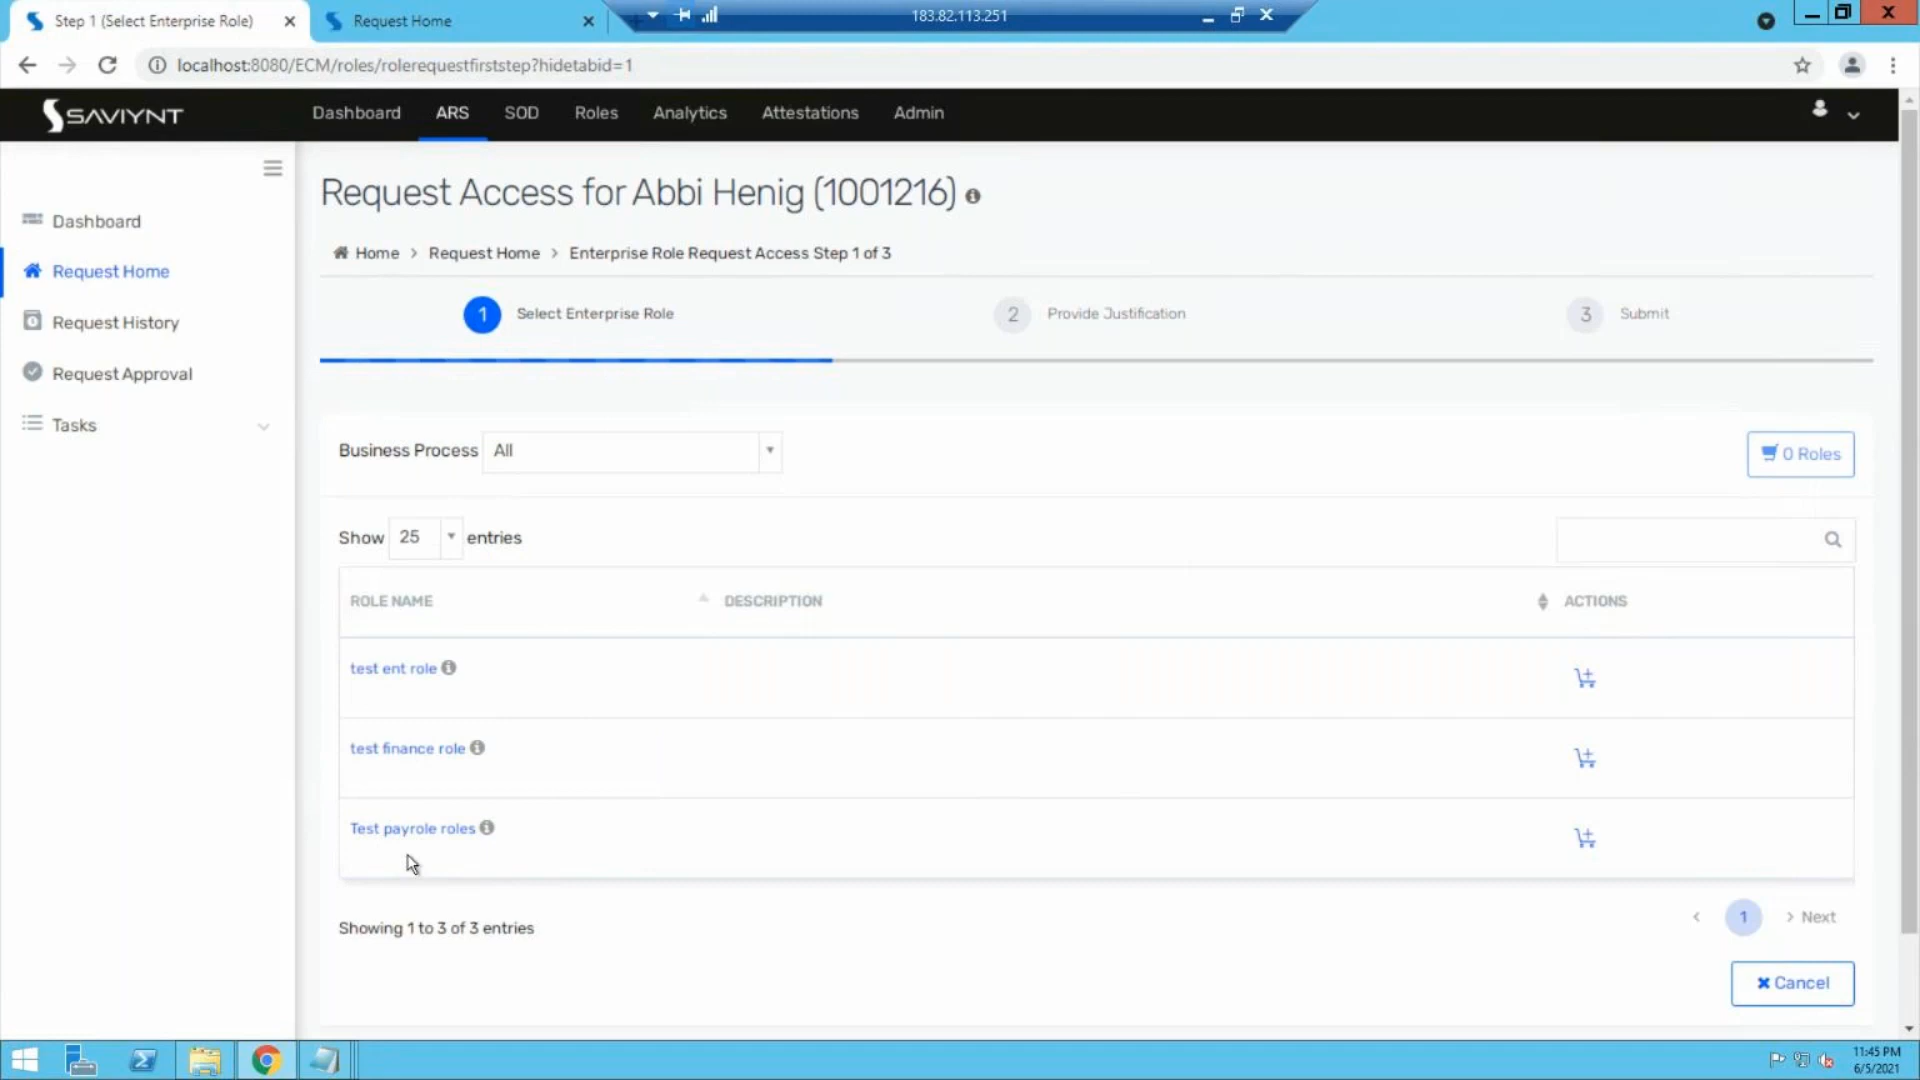 Step 1 (Select Enterprise Role)
Request Home
183.82.113.251
localhost:8080/ECM/roles/rolerequestfirststep?hidetabid=1
SAVIYNT
Dashboard
ARS
SOD
Roles
Analytics
Attestations
Admin
Dashboard
Request Home
Request History
Request Approval
Tasks
Request Access for Abbi Henig (1001216)
Home > Request Home > Enterprise Role Request Access Step 1 of 3
1 Select Enterprise Role
2 Provide Justification
3 Submit
Business Process All
0 Roles
Show 25 entries
ROLE NAME
DESCRIPTION
ACTIONS
test ent role
test finance role
Test payrole roles
Showing 1 to 3 of 3 entries
< 1 > Next
Cancel
11:45 PM
6/5/2021